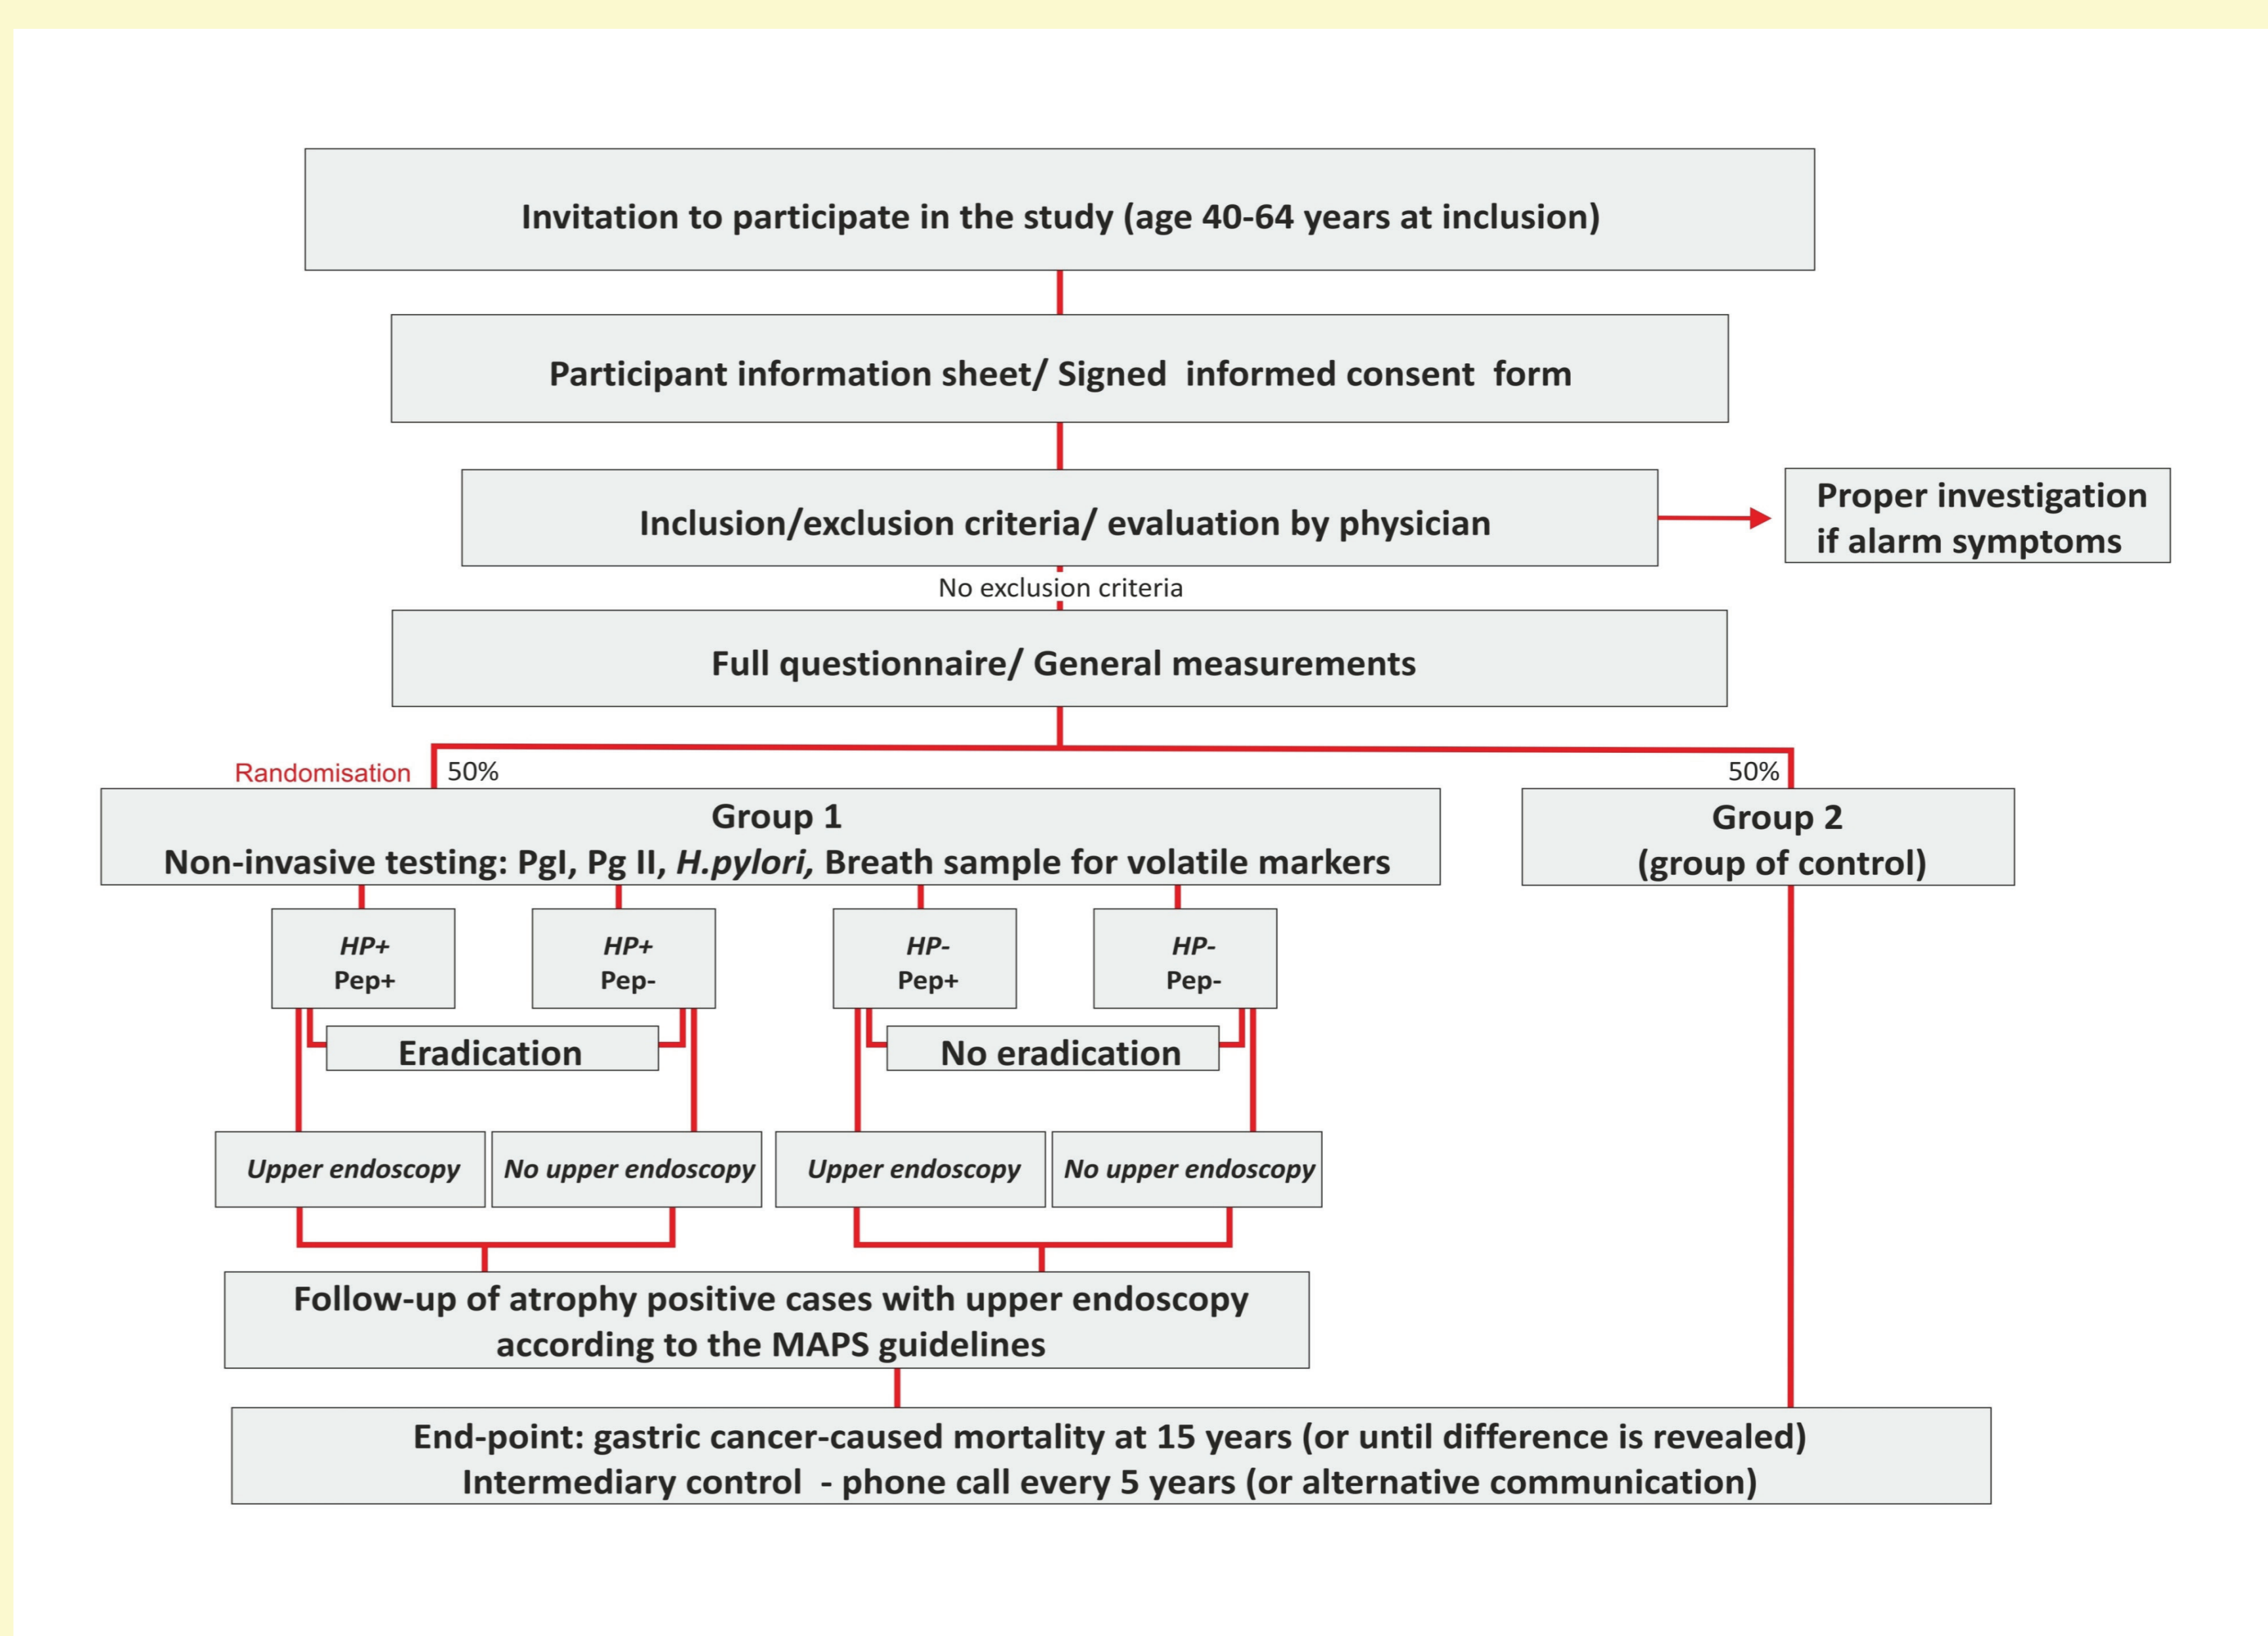 Invitation to participate in the study (age 40-64 years at inclusion)
Participant information sheet/ Signed informed consent form
Inclusion/exclusion criteria/ evaluation by physician
Proper investigation
if alarm symptoms
No exclusion criteria
Full questionnaire/ General measurements
Randomisation
50%
50%
Group 1
Non-invasive testing: PgI, Pg II, H.pylori, Breath sample for volatile markers
Group 2
(group of control)
HP+
Pep+
HP+
Pep-
HP-
Pep+
HP-
Pep-
Eradication
No eradication
Upper endoscopy
No upper endoscopy
Upper endoscopy
No upper endoscopy
Follow-up of atrophy positive cases with upper endoscopy
according to the MAPS guidelines
End-point: gastric cancer-caused mortality at 15 years (or until difference is revealed)
Intermediary control - phone call every 5 years (or alternative communication)